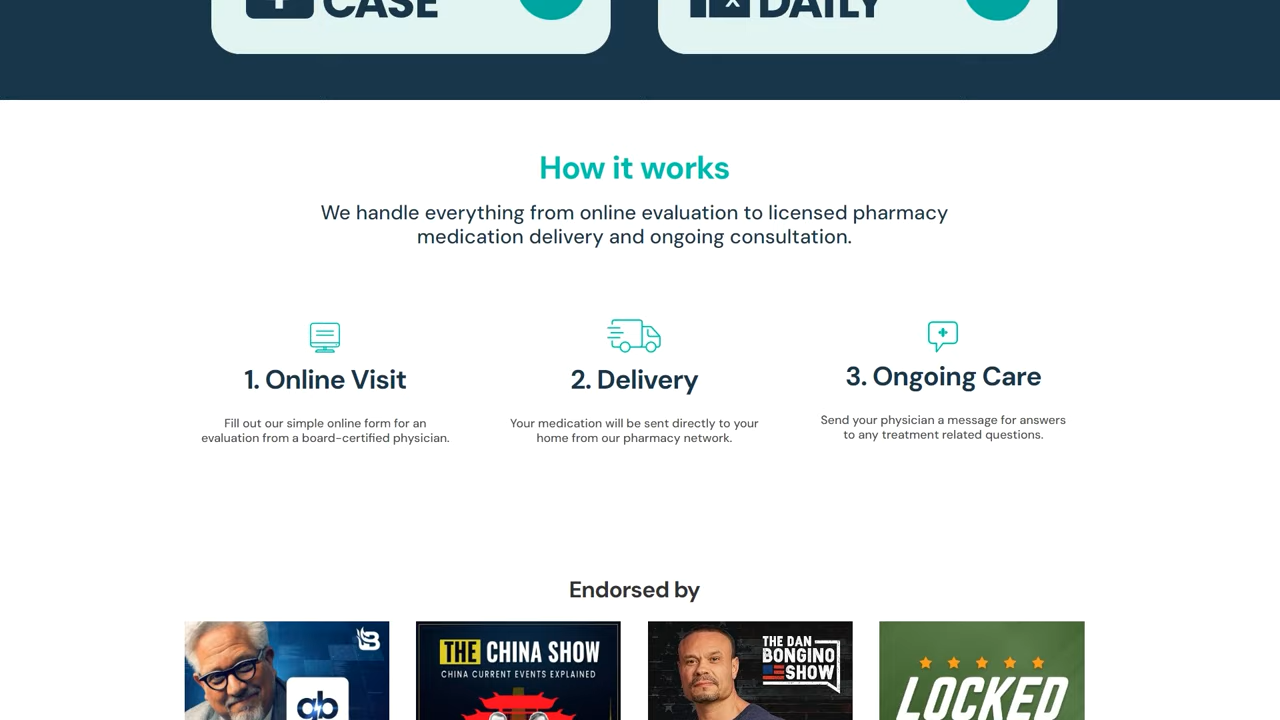 CASE
DAILY
How it works
We handle everything from online evaluation to licensed pharmacy
medication delivery and ongoing consultation.
1. Online Visit
Fill out our simple online form for an
evaluation from a board-certified physician.
2. Delivery
Your medication will be sent directly to your
home from our pharmacy network.
3. Ongoing Care
Send your physician a message for answers
to any treatment related questions.
Endorsed by
THE CHINA SHOW
CHINA CURRENT EVENTS EXPLAINED
THE DAN
BONGINO
SHOW
LOCKED